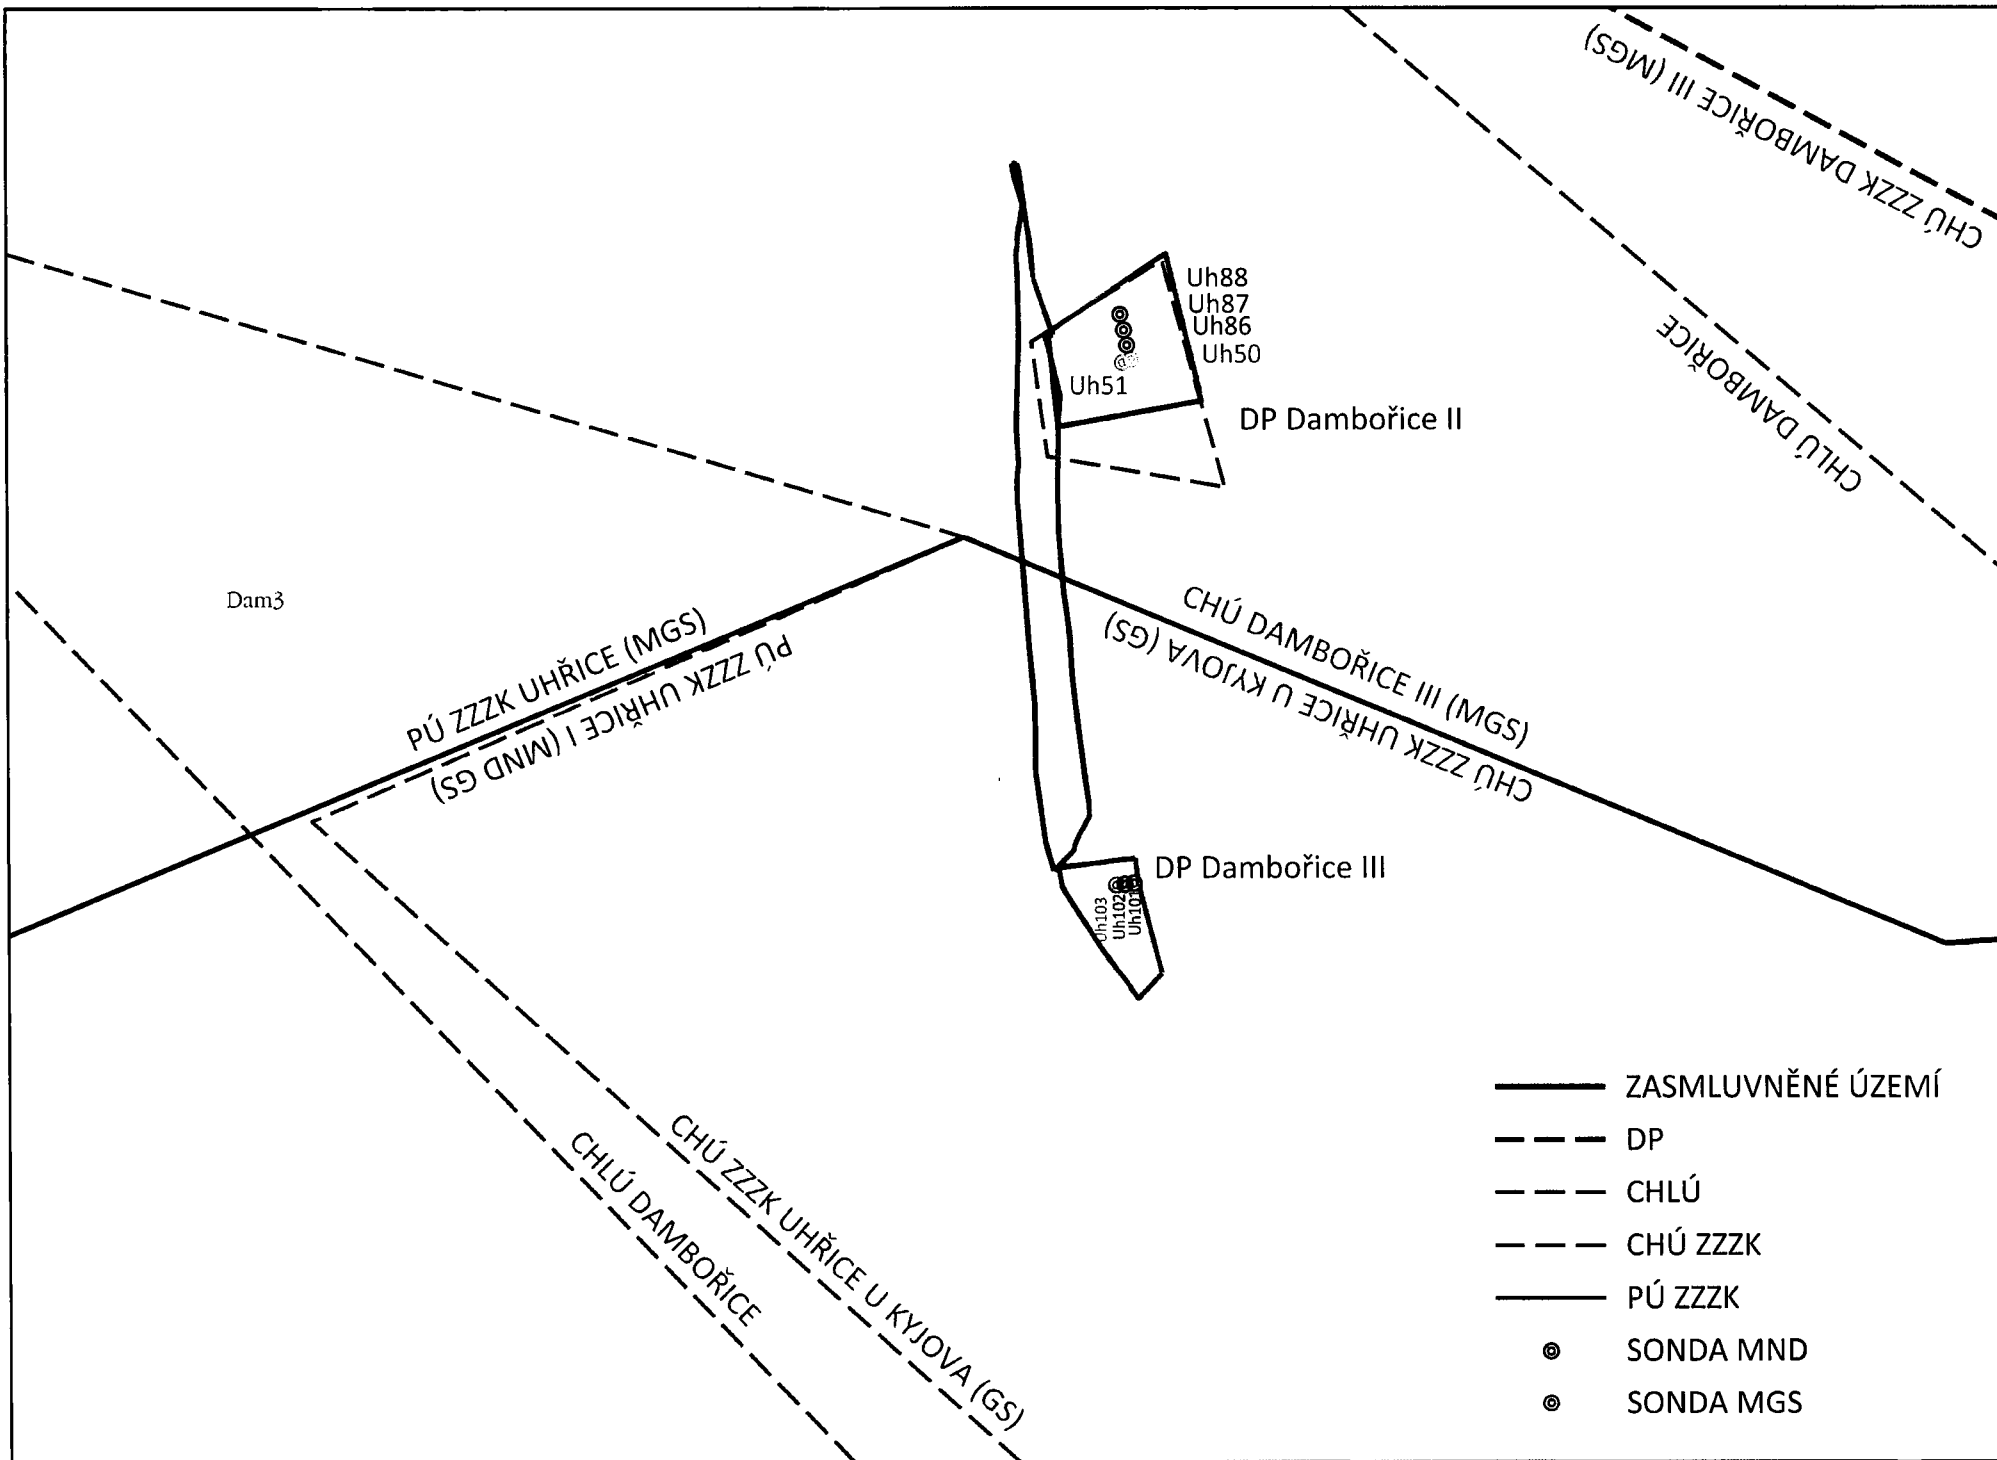 CHÚ ZZZK DAMBOŘICE III (MGS)
CHLÚ DAMBOŘICE
Uh88
Uh87
Uh86
Uh50
Uh51
DP Dambořice II
Dam3
PÚ ZZZK UHŘICE (MGS)
PÚ ZZZK UHŘICE I (MND GS)
CHÚ DAMBOŘICE III (MGS)
CHÚ ZZZK UHŘICE U KYJOVA (GS)
DP Dambořice III
Uh103
Uh102
Uh101
CHÚ ZZZK UHŘICE U KYJOVA (GS)
CHLÚ DAMBOŘICE
ZASMLUVNĚNÉ ÚZEMÍ
DP
CHLÚ
CHÚ ZZZK
PÚ ZZZK
SONDA MND
SONDA MGS